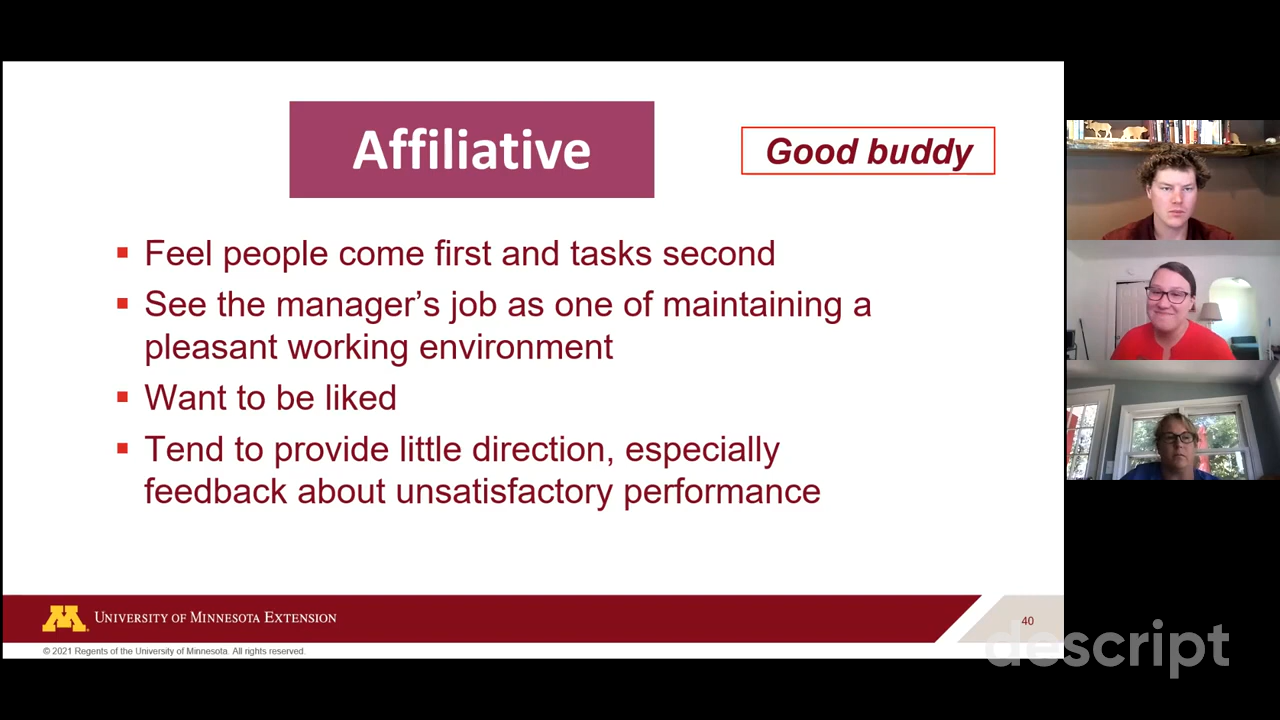 Affiliative
Good buddy
▪ Feel people come first and tasks second
▪ See the manager’s job as one of maintaining a
pleasant working environment
▪ Want to be liked
▪ Tend to provide little direction, especially
feedback about unsatisfactory performance
M
UNIVERSITY OF MINNESOTA EXTENSION
40
© 2021 Regents of the University of Minnesota. All rights reserved.
descript